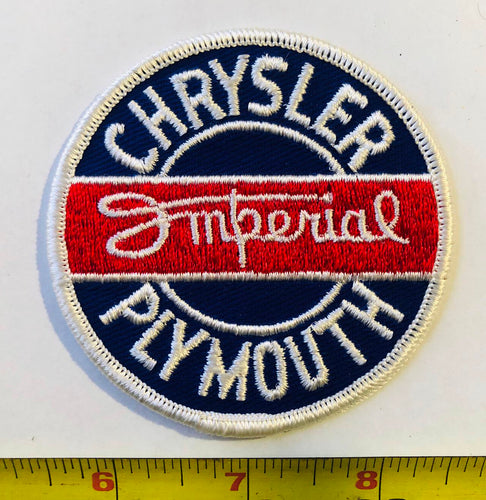 CHRYSLER
Imperial
PLYMOUTH
6 7 8